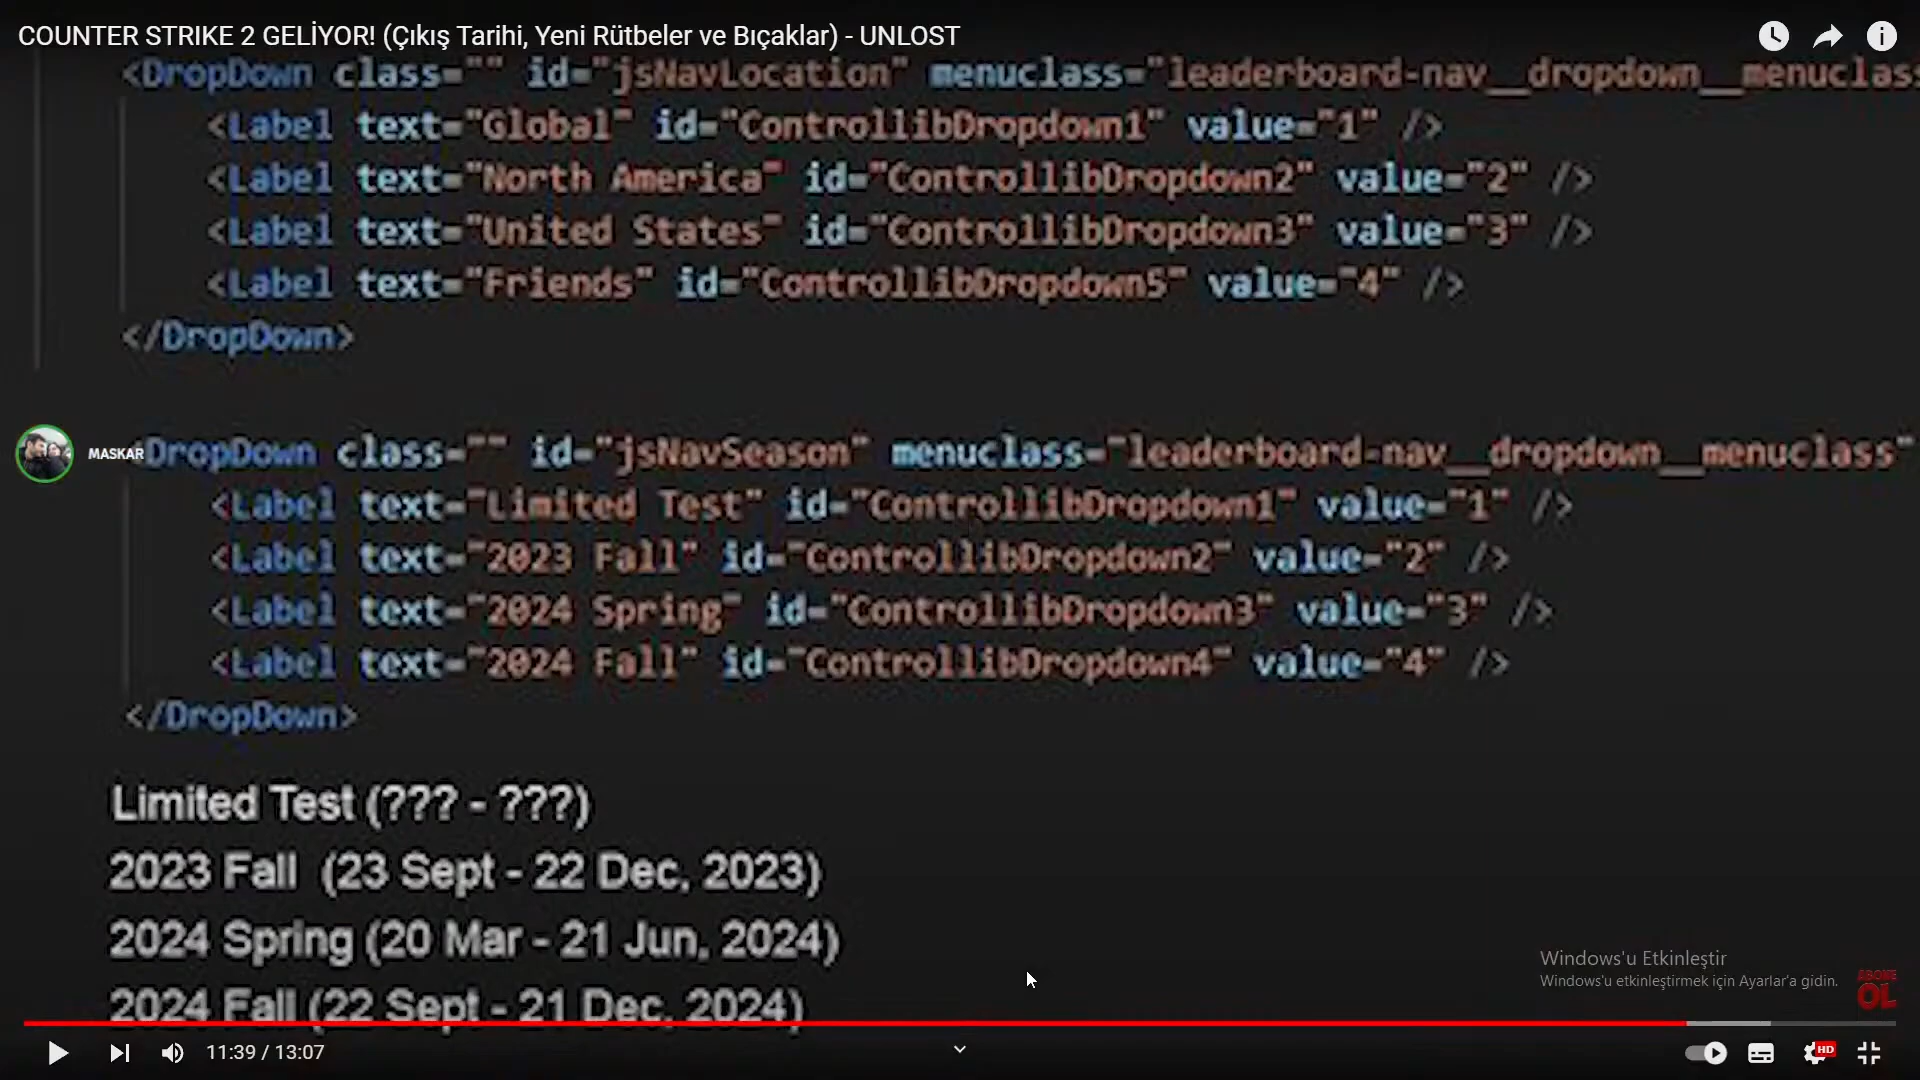 COUNTER STRIKE 2 GELİYOR! (Çıkış Tarihi, Yeni Rütbeler ve Bıçaklar) - UNLOST
<DropDown class="" id="jsNavLocation" menuclass="leaderboard-nav__dropdown__menuclass
<Label text="Global" id="ControllibDropdown1" value="1" />
<Label text="North America" id="ControllibDropdown2" value="2" />
<Label text="United States" id="ControllibDropdown3" value="3" />
<Label text="Friends" id="ControllibDropdown5" value="4" />
</DropDown>
MASKAR
DropDown class="" id="jsNavSeason" menuclass="leaderboard-nav__dropdown__menuclass"
<Label text="Limited Test" id="ControllibDropdown1" value="1" />
<Label text="2023 Fall" id="ControllibDropdown2" value="2" />
<Label text="2024 Spring" id="ControllibDropdown3" value="3" />
<Label text="2024 Fall" id="ControllibDropdown4" value="4" />
</DropDown>
Limited Test (??? - ???)
2023 Fall (23 Sept - 22 Dec, 2023)
2024 Spring (20 Mar - 21 Jun, 2024)
2024 Fall (22 Sept - 21 Dec, 2024)
Windows'u Etkinleştir
Windows'u etkinleştirmek için Ayarlar'a gidin.
ABONE
OL
11:39 / 13:07
HD